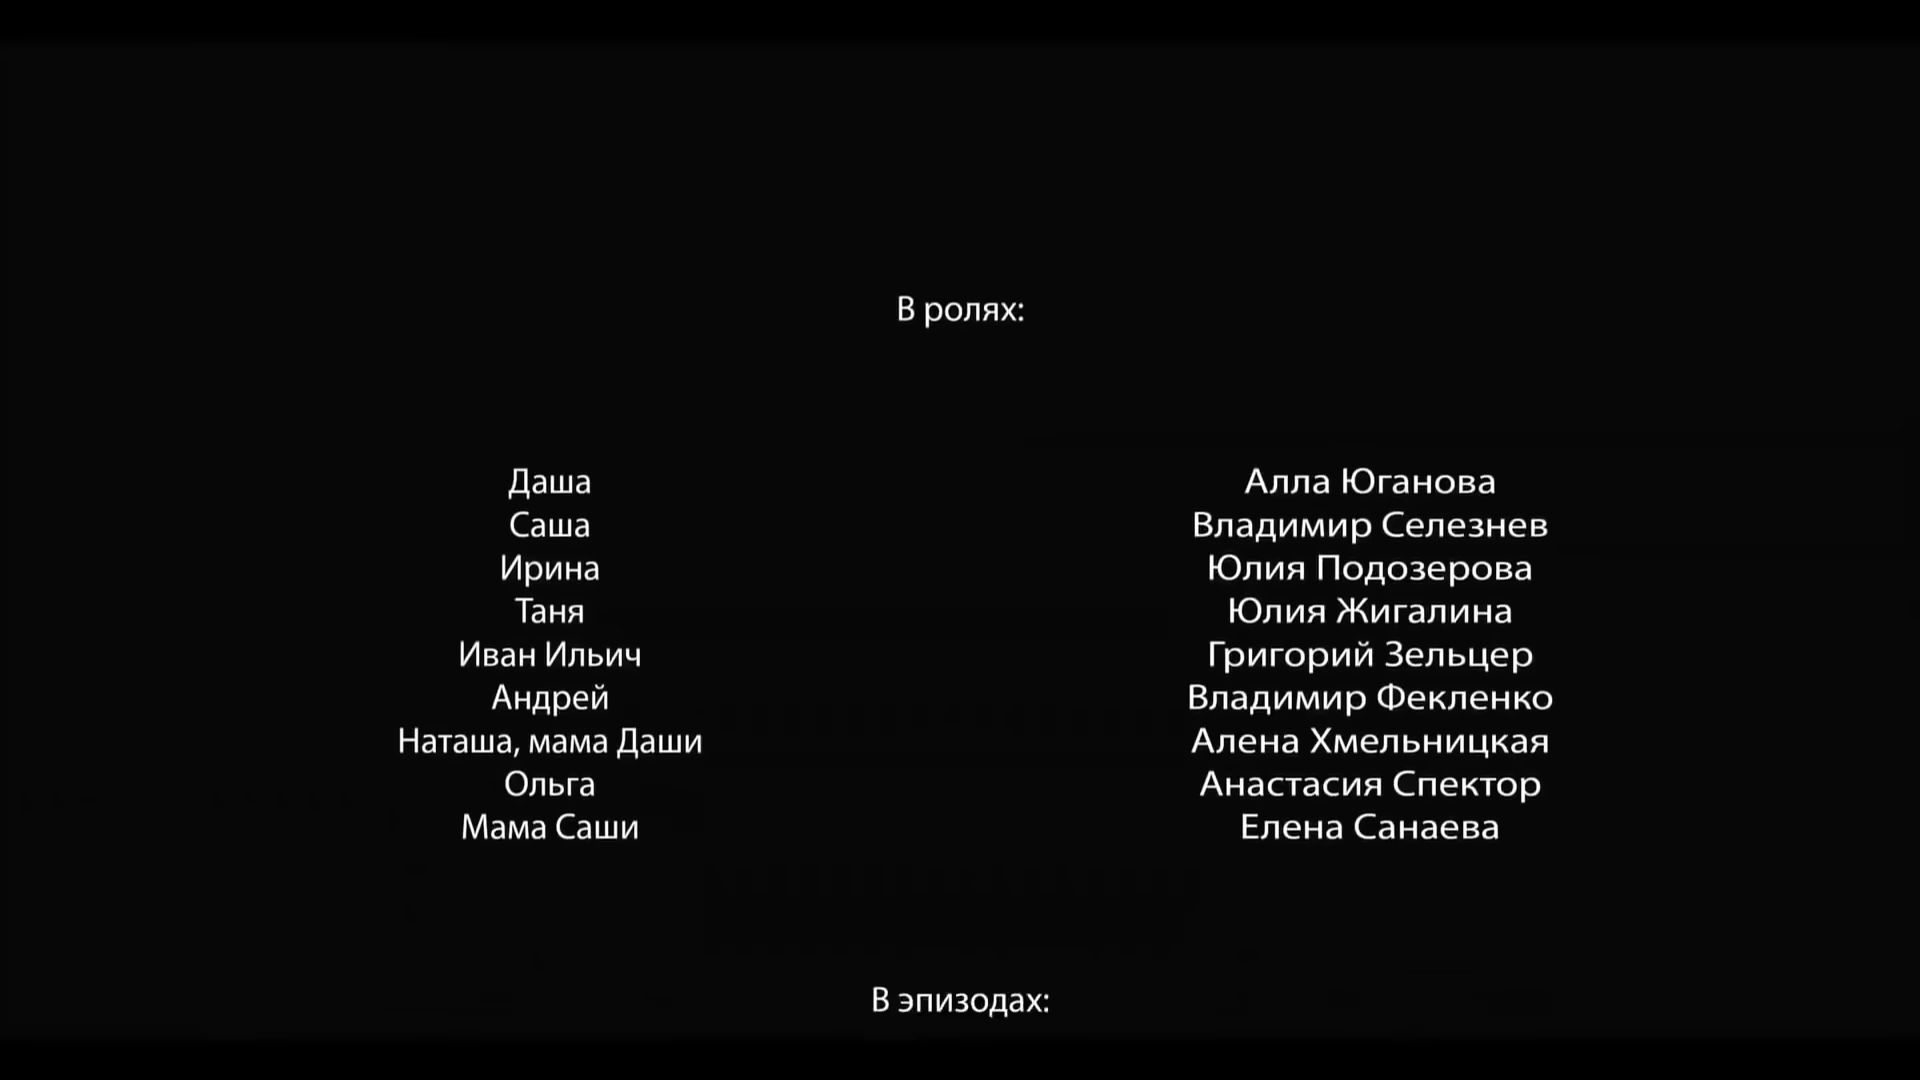 В ролях:
Даша Алла Юганова
Саша Владимир Селезнев
Ирина Юлия Подозерова
Таня Юлия Жигалина
Иван Ильич Григорий Зельцер
Андрей Владимир Фекленко
Наташа, мама Даши Алена Хмельницкая
Ольга Анастасия Спектор
Мама Саши Елена Санаева
В эпизодах: